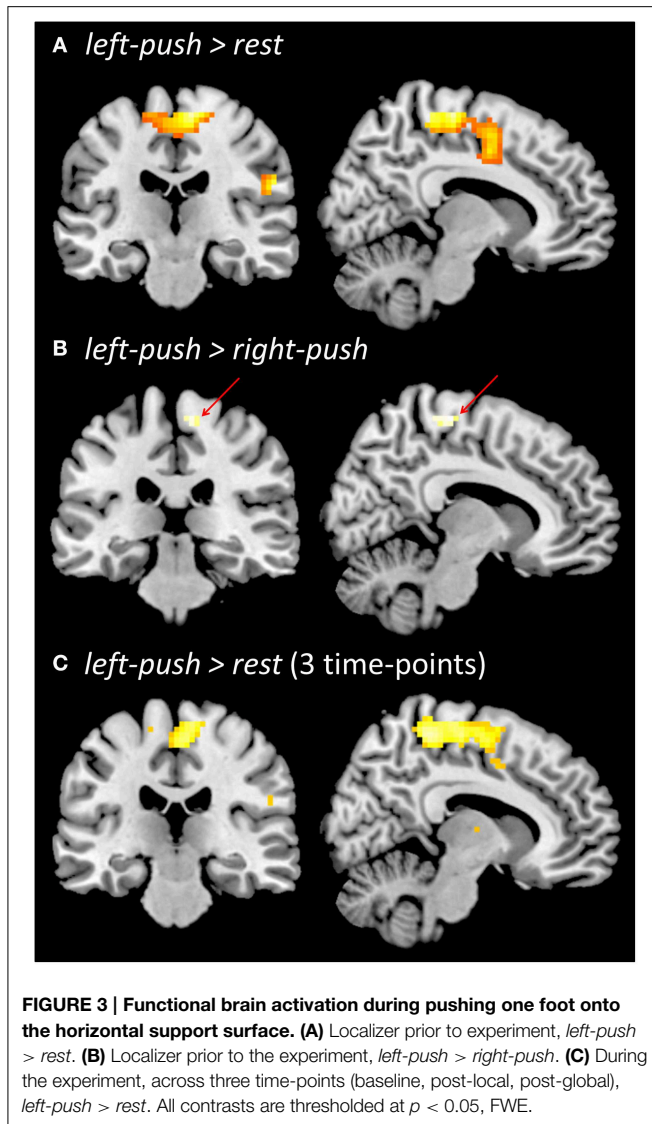 A left-push > rest
B left-push > right-push
C left-push > rest (3 time-points)
FIGURE 3 | Functional brain activation during pushing one foot onto
the horizontal support surface. (A) Localizer prior to experiment, left-push
> rest. (B) Localizer prior to the experiment, left-push > right-push. (C) During
the experiment, across three time-points (baseline, post-local, post-global),
left-push > rest. All contrasts are thresholded at p < 0.05, FWE.